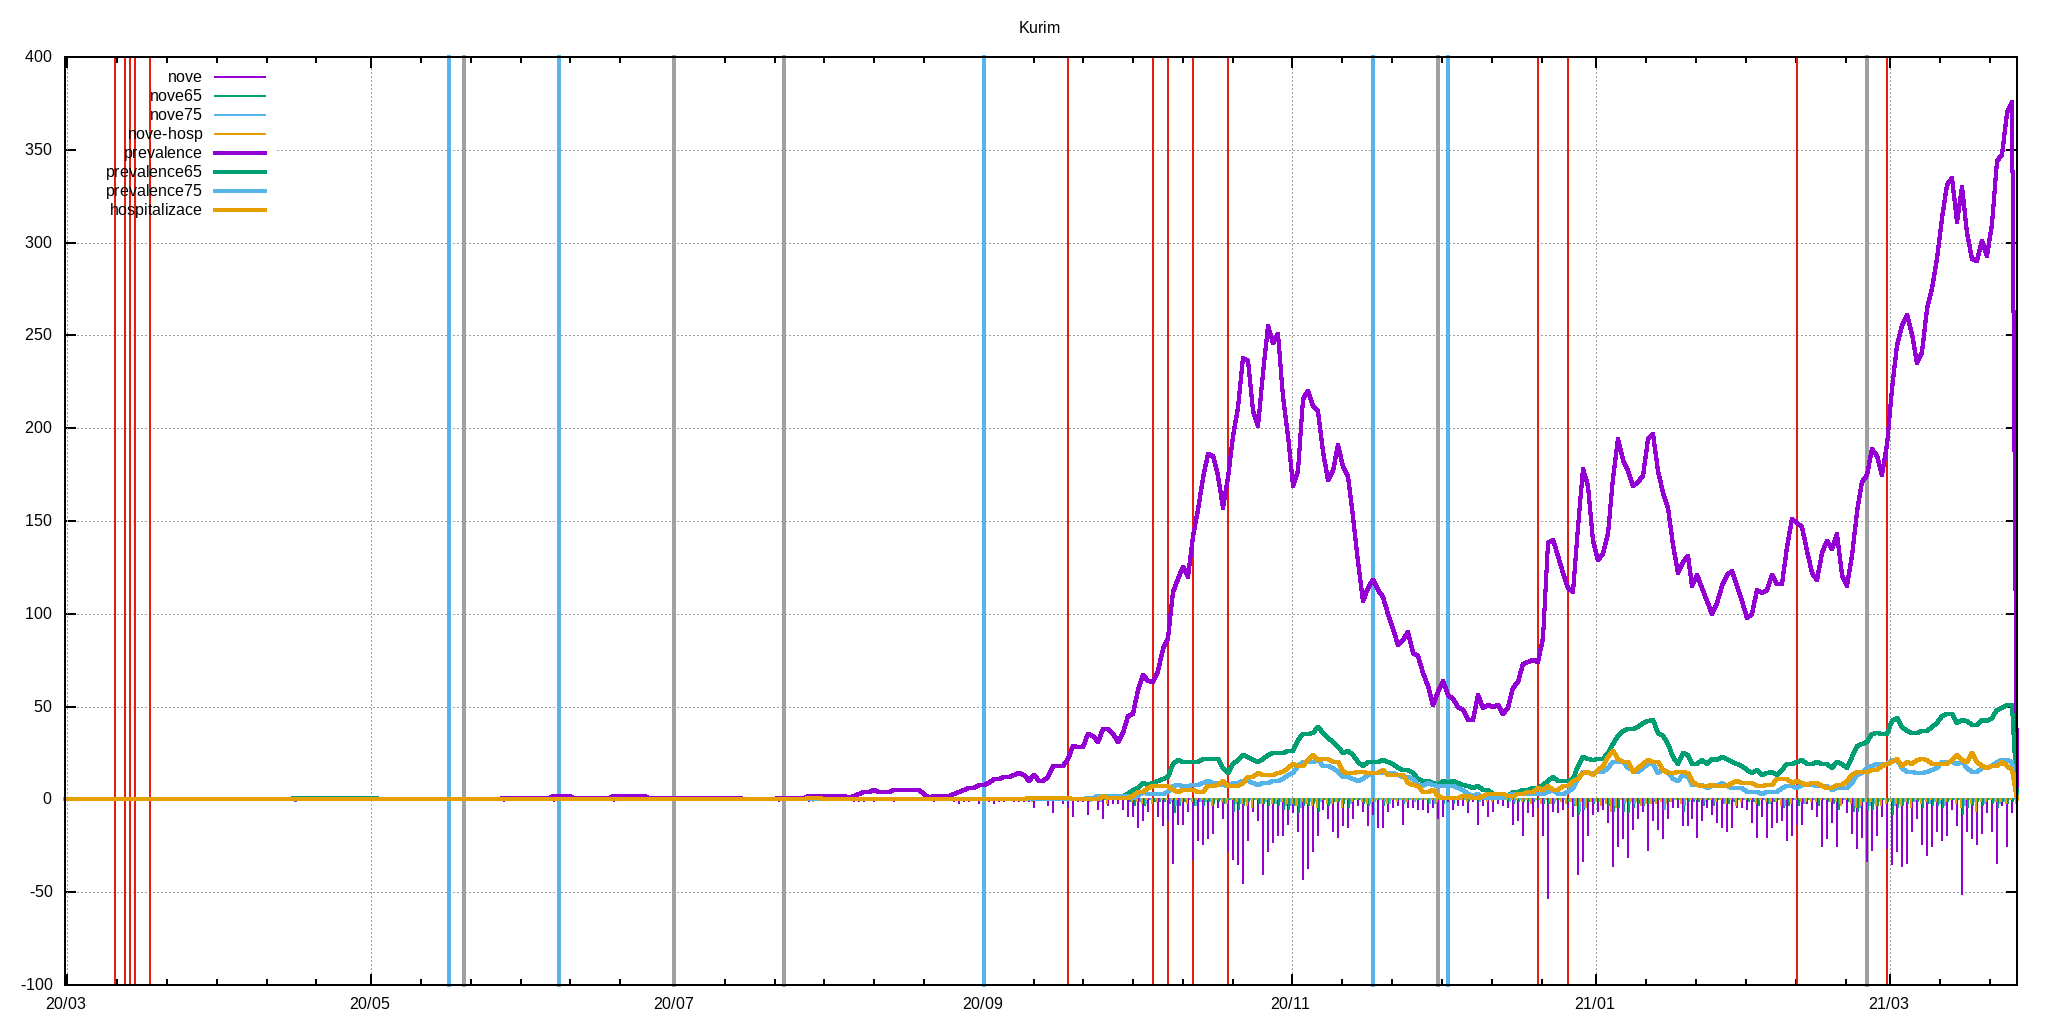 Kurim
400
350
300
250
200
150
100
50
0
-50
-100
nove
nove65
nove75
nove-hosp
prevalence
prevalence65
prevalence75
hospitalizace
20/03 20/05 20/07 20/09 20/11 21/01 21/03